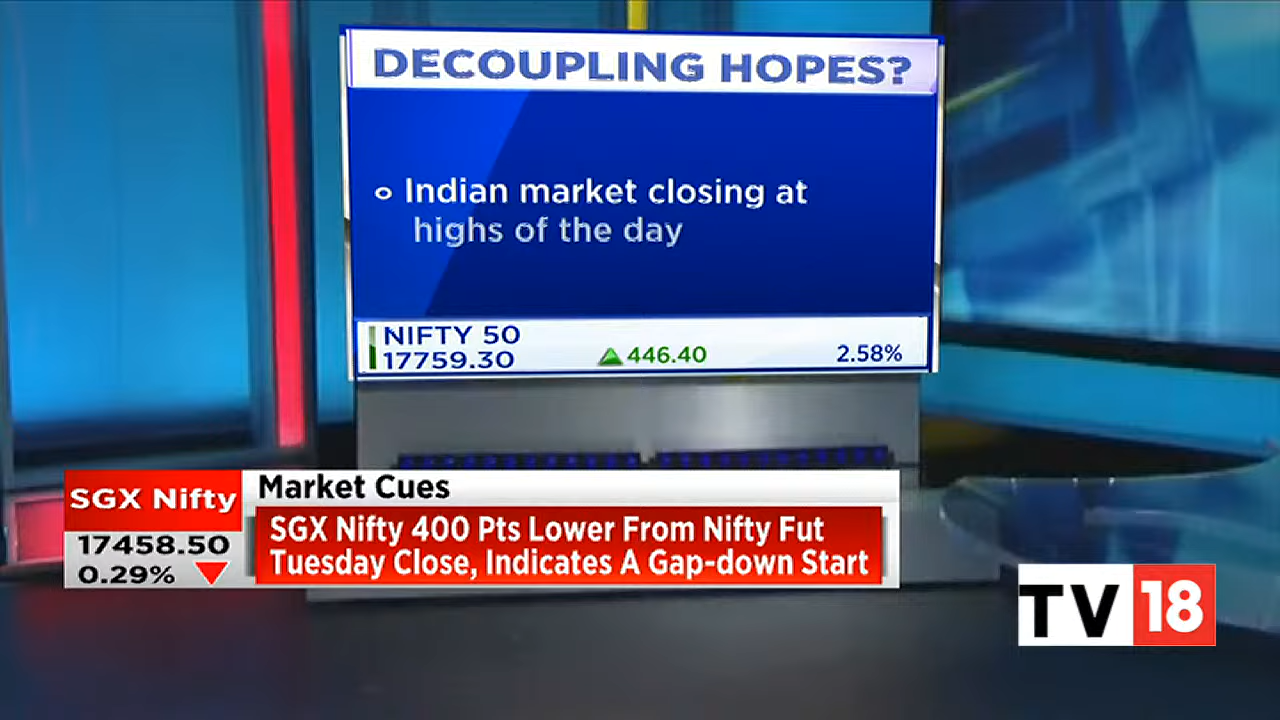 DECOUPLING HOPES?
Indian market closing at
highs of the day
NIFTY 50
17759.30 446.40 2.58%
SGX Nifty
17458.50
0.29%
Market Cues
SGX Nifty 400 Pts Lower From Nifty Fut
Tuesday Close, Indicates A Gap-down Start
TV18